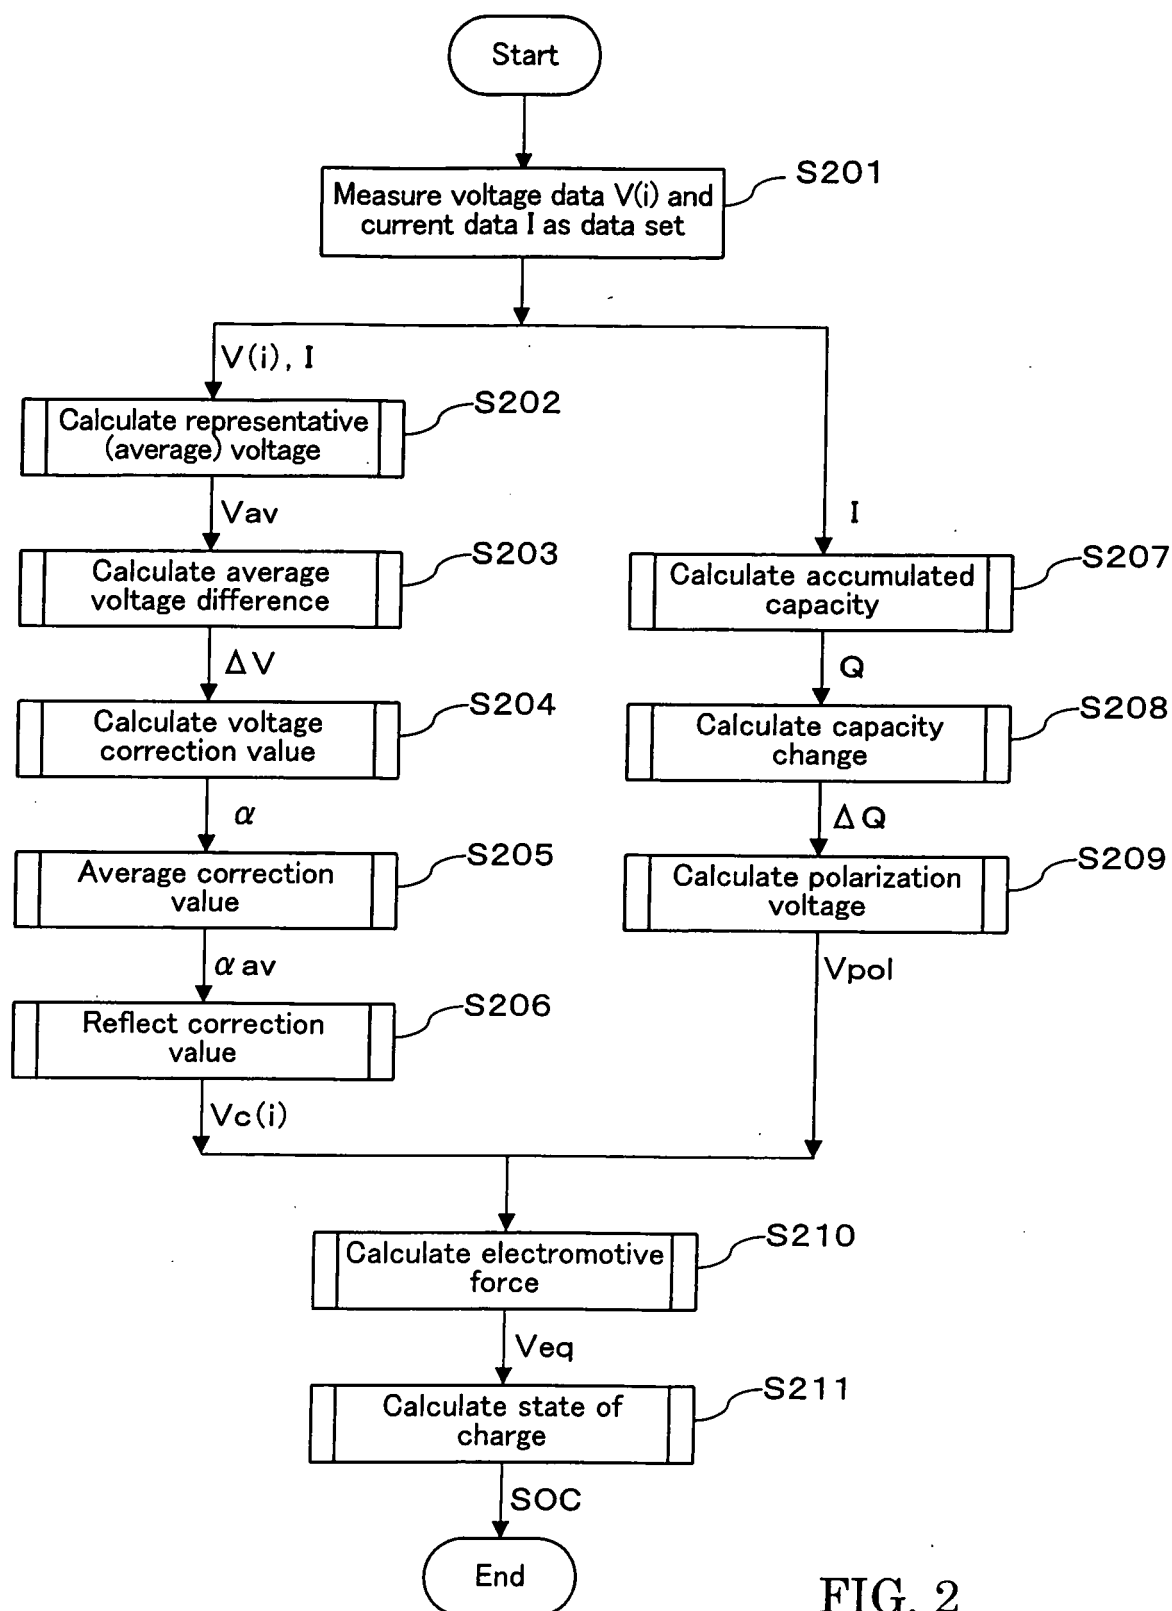 Start
S201
Measure voltage data V(i) and
current data I as data set
V(i), I
S202
Calculate representative
(average) voltage
Vav
S203
Calculate average
voltage difference
ΔV
S204
Calculate voltage
correction value
α
S205
Average correction
value
α av
S206
Reflect correction
value
Vc(i)
I
S207
Calculate accumulated
capacity
Q
S208
Calculate capacity
change
ΔQ
S209
Calculate polarization
voltage
Vpol
S210
Calculate electromotive
force
Veq
S211
Calculate state of
charge
SOC
End
FIG. 2